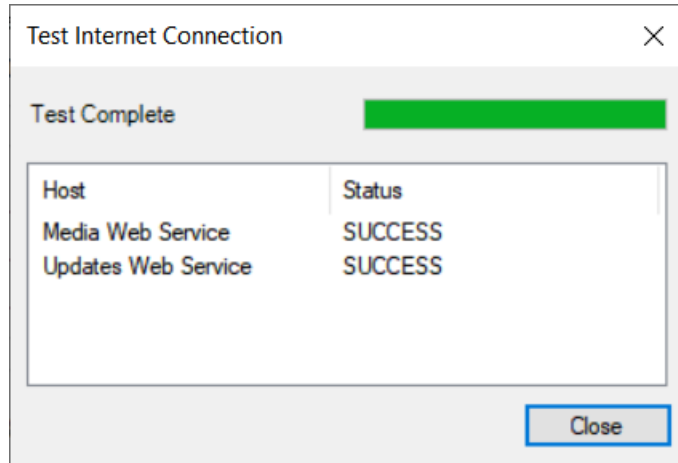 Test Internet Connection
Test Complete
Host Status
Media Web Service SUCCESS
Updates Web Service SUCCESS
Close